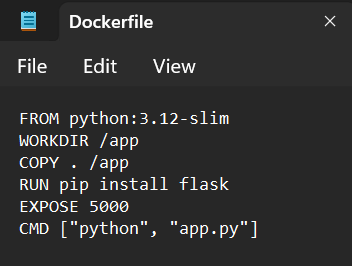 Dockerfile
File Edit View
FROM python:3.12-slim
WORKDIR /app
COPY . /app
RUN pip install flask
EXPOSE 5000
CMD ["python", "app.py"]